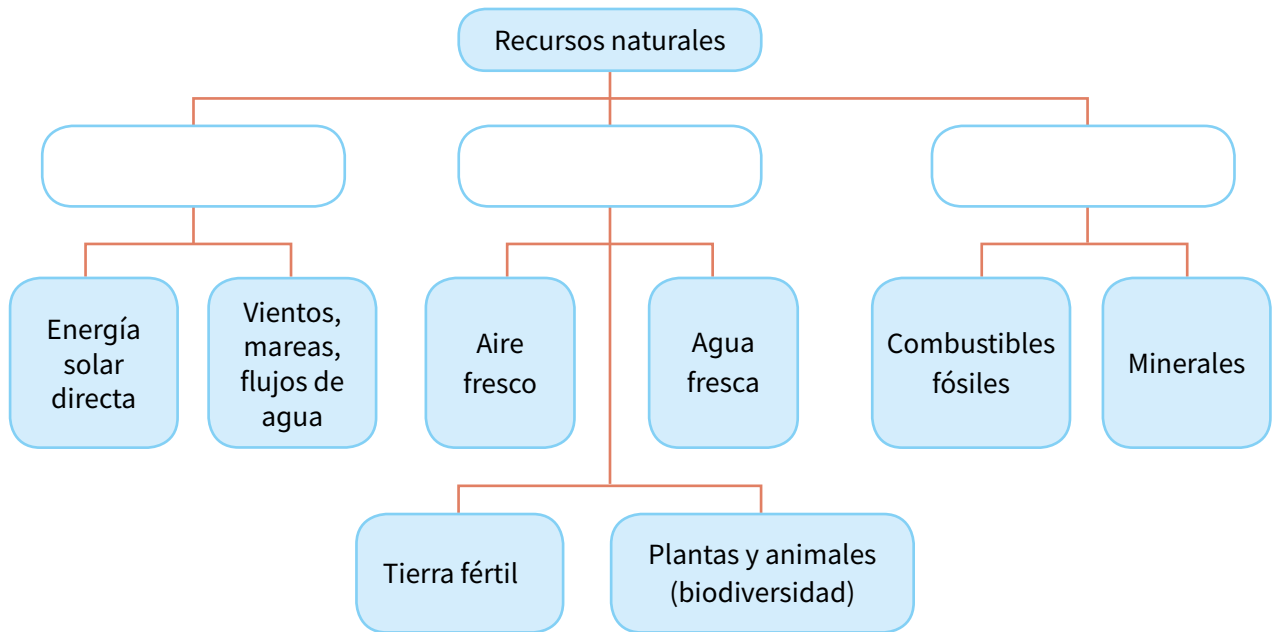 Recursos naturales
Energía
solar
directa
Vientos,
mareas,
flujos de
agua
Aire
fresco
Agua
fresca
Combustibles
fósiles
Minerales
Tierra fértil
Plantas y animales
(biodiversidad)